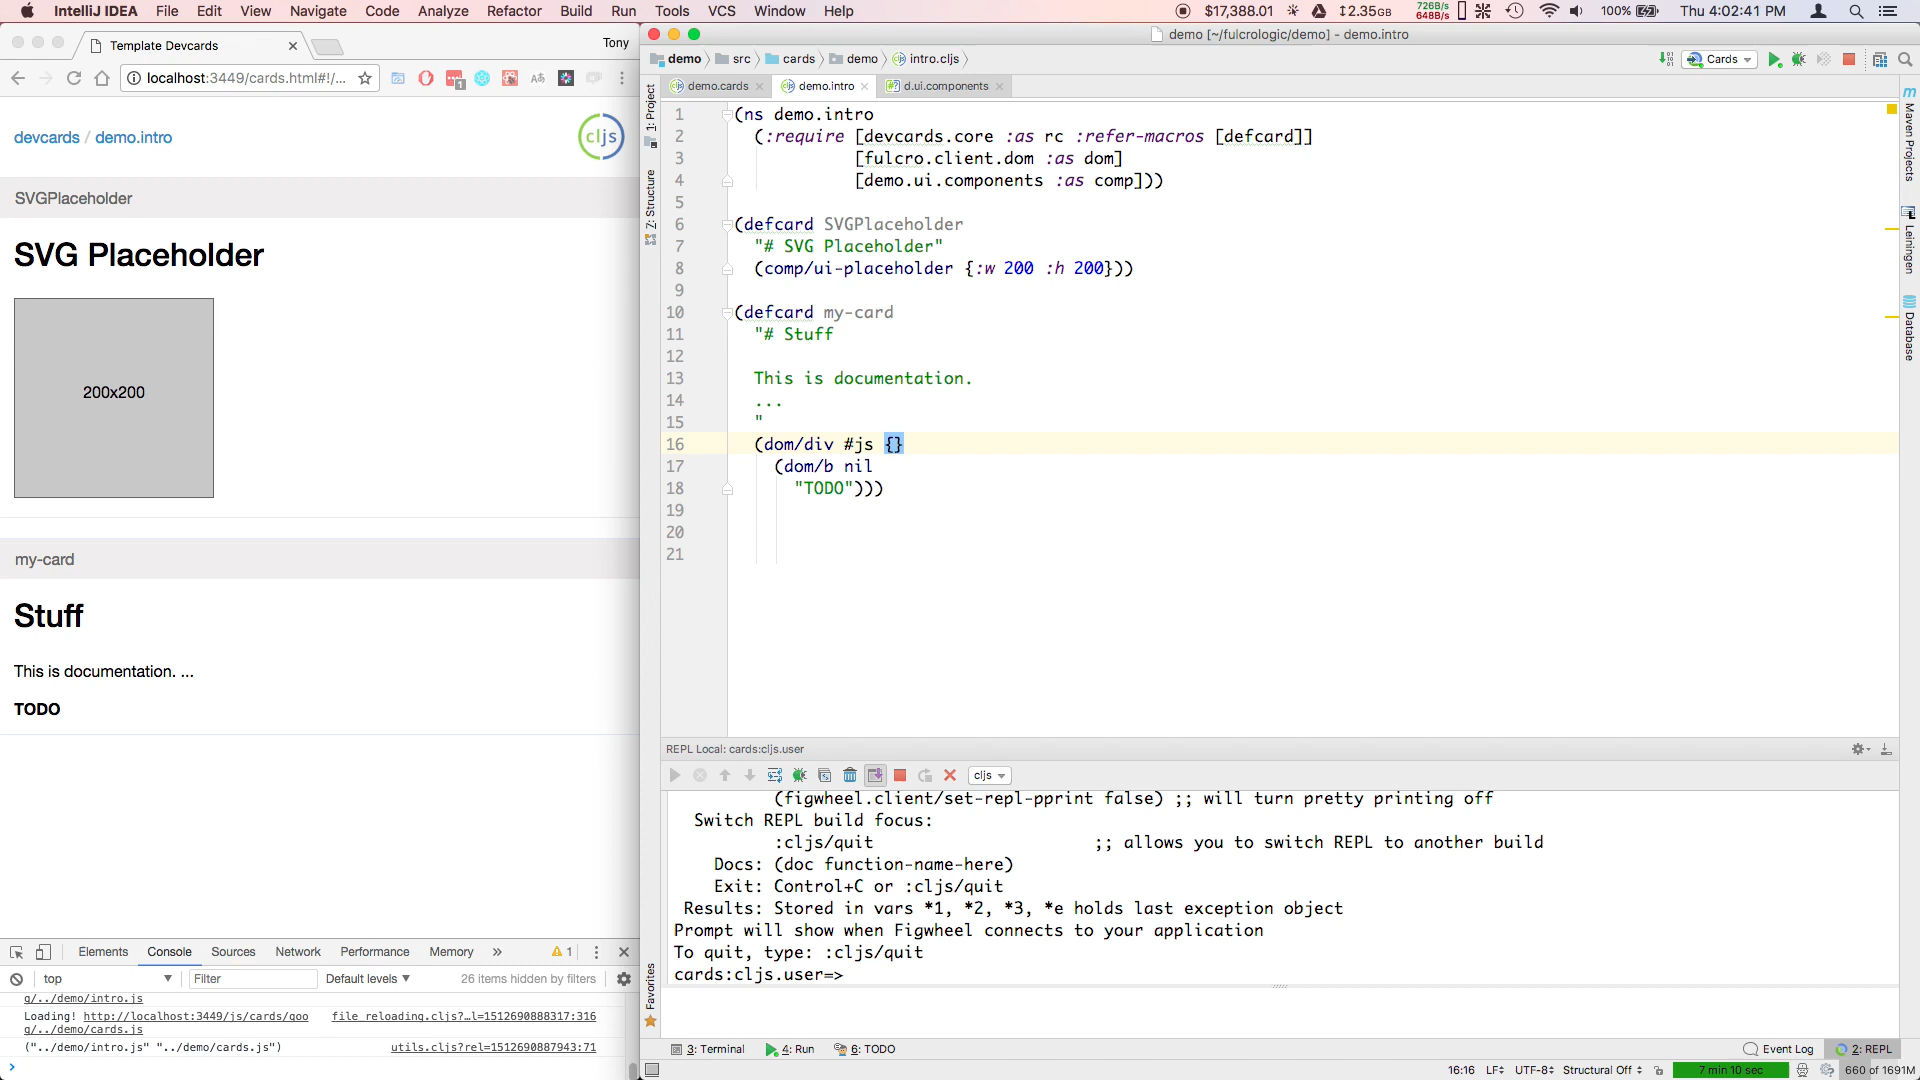 IntelliJ IDEA File Edit View Navigate Code Analyze Refactor Build Run Tools VCS Window Help
$17,388.01 2.35GB 726B/s 648B/s 100% Thu 4:02:41 PM
Template Devcards
Tony
localhost:3449/cards.html#!/...
devcards / demo.intro
cljs
SVGPlaceholder
SVG Placeholder
200x200
my-card
Stuff
This is documentation. ...
TODO
Elements Console Sources Network Performance Memory » 1
top Filter Default levels 26 items hidden by filters
g/../demo/intro.js
Loading! http://localhost:3449/js/cards/goo file_reloading.cljs?…l=1512690888317:316
g/../demo/cards.js
("../demo/intro.js" "../demo/cards.js") utils.cljs?rel=1512690887943:71
>
demo [~/fulcrologic/demo] - demo.intro
demo src cards demo intro.cljs
Cards
demo.cards demo.intro d.ui.components
1: Project
7: Structure
Favorites
Maven Projects
Leiningen
Database
1 (ns demo.intro
2 (:require [devcards.core :as rc :refer-macros [defcard]]
3 [fulcro.client.dom :as dom]
4 [demo.ui.components :as comp]))
5
6 (defcard SVGPlaceholder
7 "# SVG Placeholder"
8 (comp/ui-placeholder {:w 200 :h 200}))
9
10 (defcard my-card
11 "# Stuff
12
13 This is documentation.
14 ...
15 "
16 (dom/div #js {}
17 (dom/b nil
18 "TODO")))
19
20
21
REPL Local: cards:cljs.user
cljs
(figwheel.client/set-repl-pprint false) ;; will turn pretty printing off
Switch REPL build focus:
:cljs/quit ;; allows you to switch REPL to another build
Docs: (doc function-name-here)
Exit: Control+C or :cljs/quit
Results: Stored in vars *1, *2, *3, *e holds last exception object
Prompt will show when Figwheel connects to your application
To quit, type: :cljs/quit
cards:cljs.user=>
3: Terminal 4: Run 6: TODO Event Log 2: REPL
16:16 LF UTF-8 Structural Off 7 min 10 sec 660 of 1691M